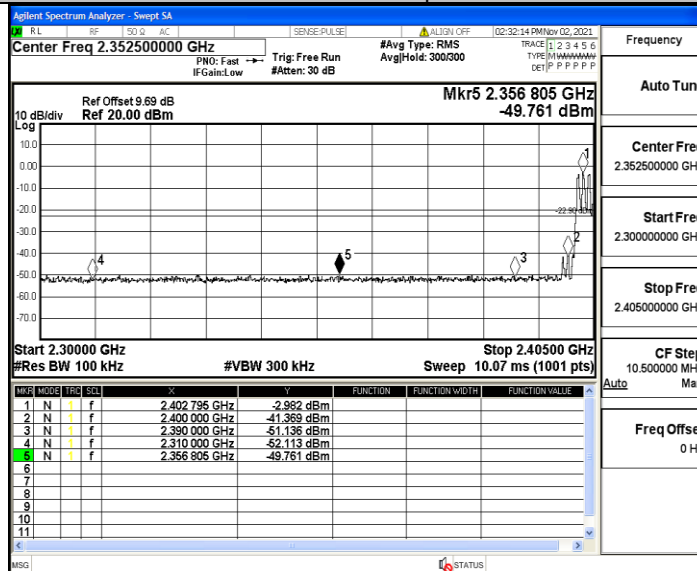 Agilent Spectrum Analyzer - Swept SA
RL RF 50 Ω AC SENSE:PULSE ALIGN OFF 02:32:14 PM Nov 02, 2021
Center Freq 2.352500000 GHz
PNO: Fast
IFGain:Low
Trig: Free Run
#Atten: 30 dB
#Avg Type: RMS
Avg|Hold: 300/300
TRACE 1 2 3 4 5 6
TYPE M W W W W W
DET P P P P P P
Ref Offset 9.69 dB
Ref 20.00 dBm
10 dB/div
Log
Mkr5 2.356 805 GHz
-49.761 dBm
10.0
0.00
-10.0
-20.0
-30.0
-40.0
-50.0
-60.0
-70.0
1
2
3
4
5
Start 2.30000 GHz
Stop 2.40500 GHz
#Res BW 100 kHz #VBW 300 kHz Sweep 10.07 ms (1001 pts)
MKR MODE TRC SCL X Y FUNCTION FUNCTION WIDTH FUNCTION VALUE
1 N 1 f 2.402 795 GHz -2.982 dBm
2 N 1 f 2.400 000 GHz -41.369 dBm
3 N 1 f 2.390 000 GHz -51.136 dBm
4 N 1 f 2.310 000 GHz -52.113 dBm
5 N 1 f 2.356 805 GHz -49.761 dBm
6
7
8
9
10
11
MSG STATUS
Frequency
Auto Tun
Center Fre
2.352500000 GH
Start Fre
2.300000000 GH
Stop Fre
2.405000000 GH
CF Step
10.500000 MH
Auto Ma
Freq Offse
0 H